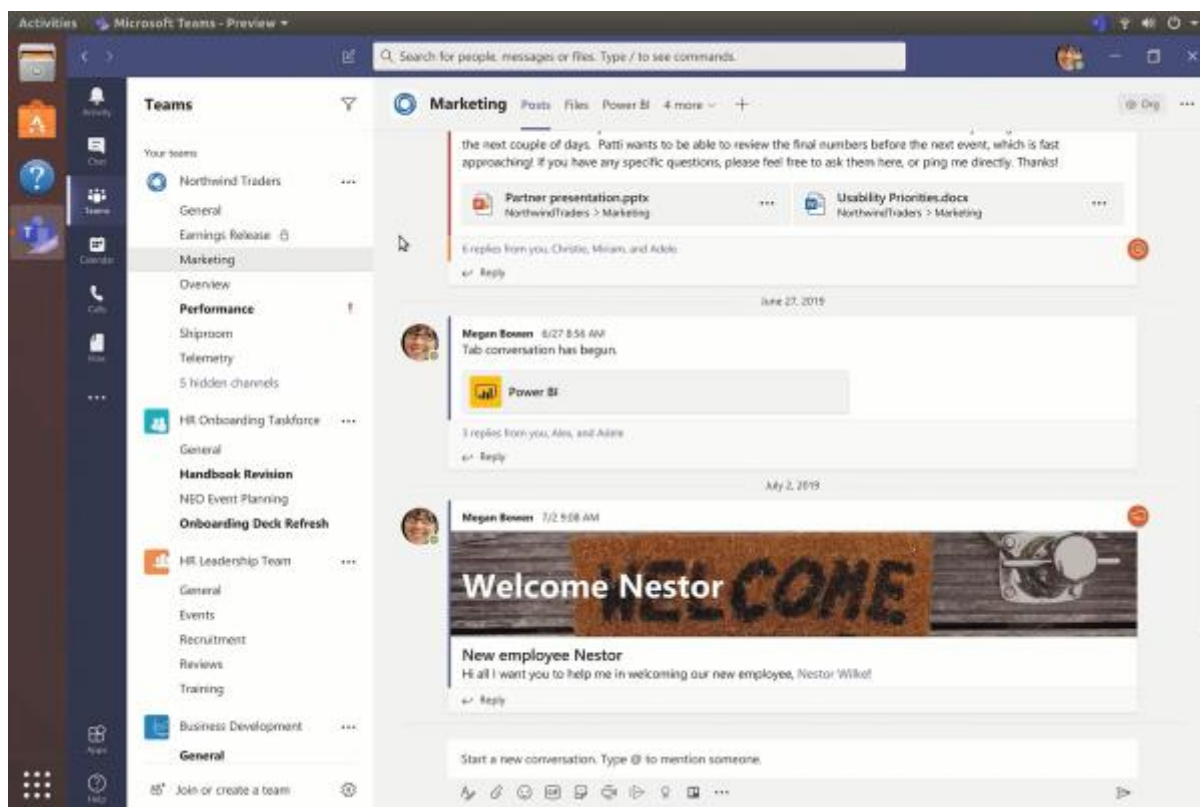 Activities
Microsoft Teams - Preview
Search for people, messages or files. Type / to see commands.
Activity
Chat
Teams
Calendar
Calls
Files
Apps
Help
Teams
Your teams
Northwind Traders
General
Earnings Release
Marketing
Overview
Performance
Shiproom
Telemetry
5 hidden channels
HR Onboarding Taskforce
General
Handbook Revision
NEO Event Planning
Onboarding Deck Refresh
HR Leadership Team
General
Events
Recruitment
Reviews
Training
Business Development
General
Join or create a team
Marketing Posts Files Power BI 4 more
Org
the next couple of days. Patti wants to be able to review the final numbers before the next event, which is fast
approaching! If you have any specific questions, please feel free to ask them here, or ping me directly. Thanks!
Partner presentation.pptx
NorthwindTraders > Marketing
Usability Priorities.docx
NorthwindTraders > Marketing
6 replies from you, Christie, Miriam, and Adele
Reply
June 27, 2019
Megan Bowen 6/27 8:56 AM
Tab conversation has begun.
Power BI
3 replies from you, Alex, and Adele
Reply
July 2, 2019
Megan Bowen 7/2 9:08 AM
WELCOME
Welcome Nestor
New employee Nestor
Hi all I want you to help me in welcoming our new employee, Nestor Wilke!
Reply
Start a new conversation. Type @ to mention someone.